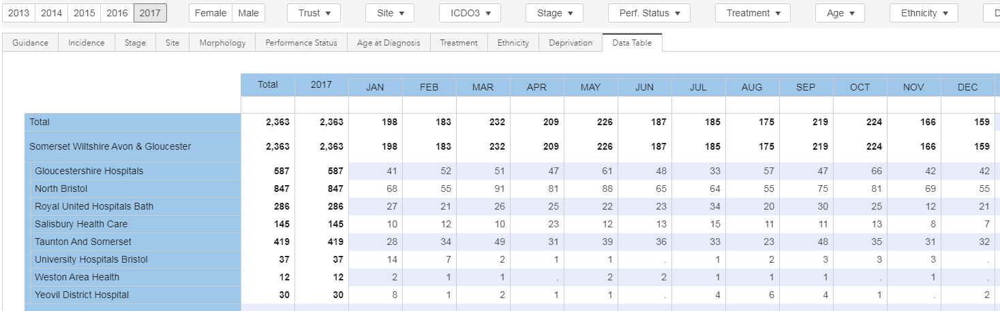 2013 2014 2015 2016 2017 Female Male Trust Site ICDO3 Stage Perf. Status Treatment Age Ethnicity D
Guidance Incidence Stage Site Morphology Performance Status Age at Diagnosis Treatment Ethnicity Deprivation Data Table
Total 2017 JAN FEB MAR APR MAY JUN JUL AUG SEP OCT NOV DEC
Total 2,363 2,363 198 183 232 209 226 187 185 175 219 224 166 159
Somerset Wiltshire Avon & Gloucester 2,363 2,363 198 183 232 209 226 187 185 175 219 224 166 159
Gloucestershire Hospitals 587 587 41 52 51 47 61 48 33 57 47 66 42 42
North Bristol 847 847 68 55 91 81 88 65 64 55 75 81 69 55
Royal United Hospitals Bath 286 286 27 21 26 25 22 23 34 20 30 25 12 21
Salisbury Health Care 145 145 10 12 10 23 12 13 15 11 11 13 8 7
Taunton And Somerset 419 419 28 34 49 31 39 36 33 23 48 35 31 32
University Hospitals Bristol 37 37 14 7 2 1 1 . 1 2 3 3 3 .
Weston Area Health 12 12 2 1 1 . 2 2 1 1 1 . 1 .
Yeovil District Hospital 30 30 8 1 2 1 1 . 4 6 4 1 . 2